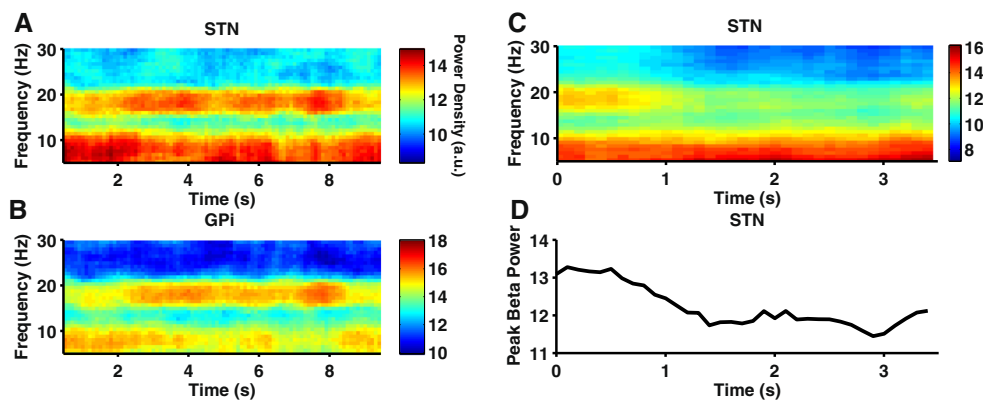 A
STN
Frequency (Hz)
30
20
10
2
4
6
8
Time (s)
14
12
10
Power Density (a.u.)
B
GPi
Frequency (Hz)
30
20
10
2
4
6
8
Time (s)
18
16
14
12
10
C
STN
Frequency (Hz)
30
20
10
0
1
2
3
Time (s)
16
14
12
10
8
D
STN
Peak Beta Power
14
13
12
11
0
1
2
3
Time (s)